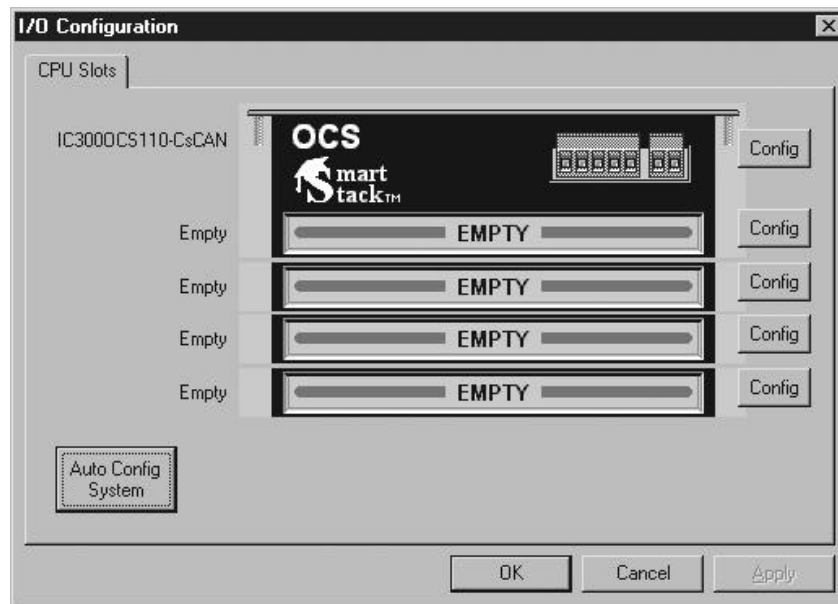 I/O Configuration
CPU Slots
IC300OCS110-CsCAN
OCS
Smart
Stack™
Config
Empty
EMPTY
Config
Empty
EMPTY
Config
Empty
EMPTY
Config
Empty
EMPTY
Config
Auto Config
System
OK
Cancel
Apply